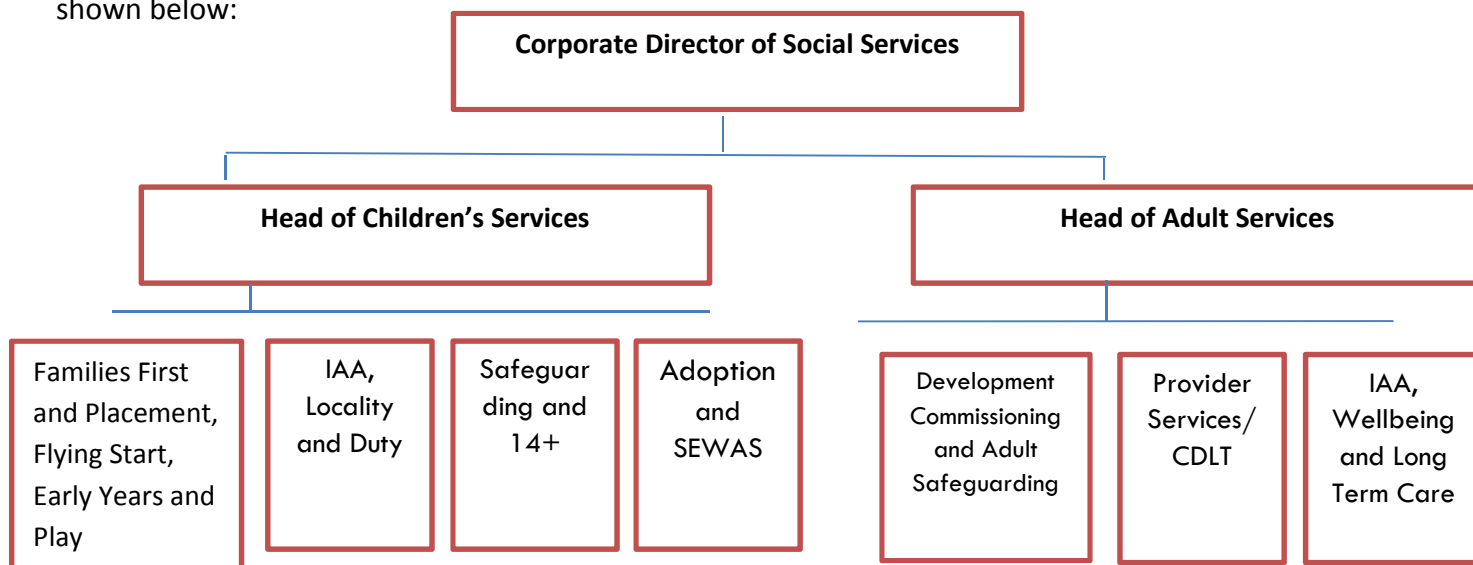 shown below:
Corporate Director of Social Services
Head of Children's Services
Head of Adult Services
Families First
and Placement,
Flying Start,
Early Years and
Play
IAA,
Locality
and Duty
Safeguar
ding and
14+
Adoption
and
SEWAS
Development
Commissioning
and Adult
Safeguarding
Provider
Services/
CDLT
IAA,
Wellbeing
and Long
Term Care